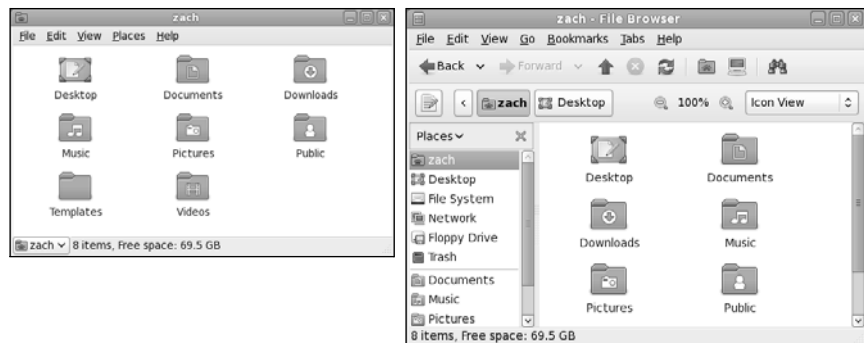 zach
File Edit View Places Help
Desktop Documents Downloads
Music Pictures Public
Templates Videos
zach 8 items, Free space: 69.5 GB
zach - File Browser
File Edit View Go Bookmarks Tabs Help
Back Forward
zach Desktop 100% Icon View
Places
zach
Desktop
File System
Network
Floppy Drive
Trash
Documents
Music
Pictures
Desktop Documents
Downloads Music
Pictures Public
8 items, Free space: 69.5 GB